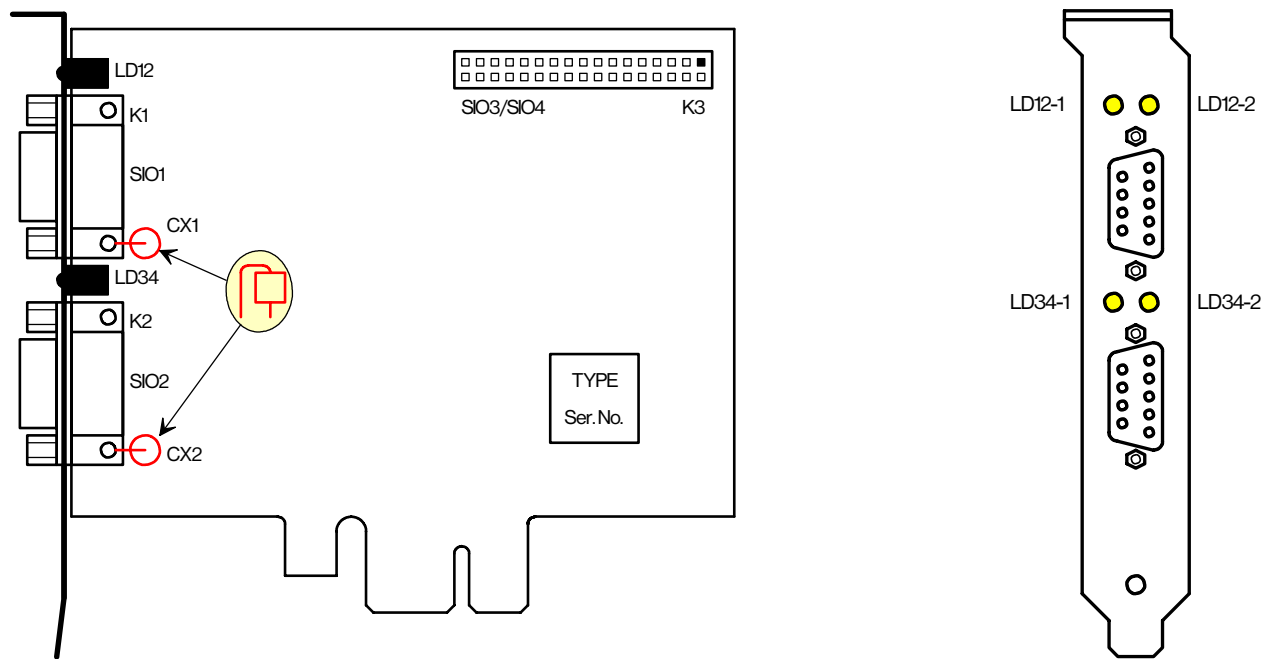 LD12
K1
SIO1
CX1
LD34
K2
SIO2
CX2
SIO3/SIO4 K3
TYPE
Ser. No.
LD12-1 LD12-2
LD34-1 LD34-2